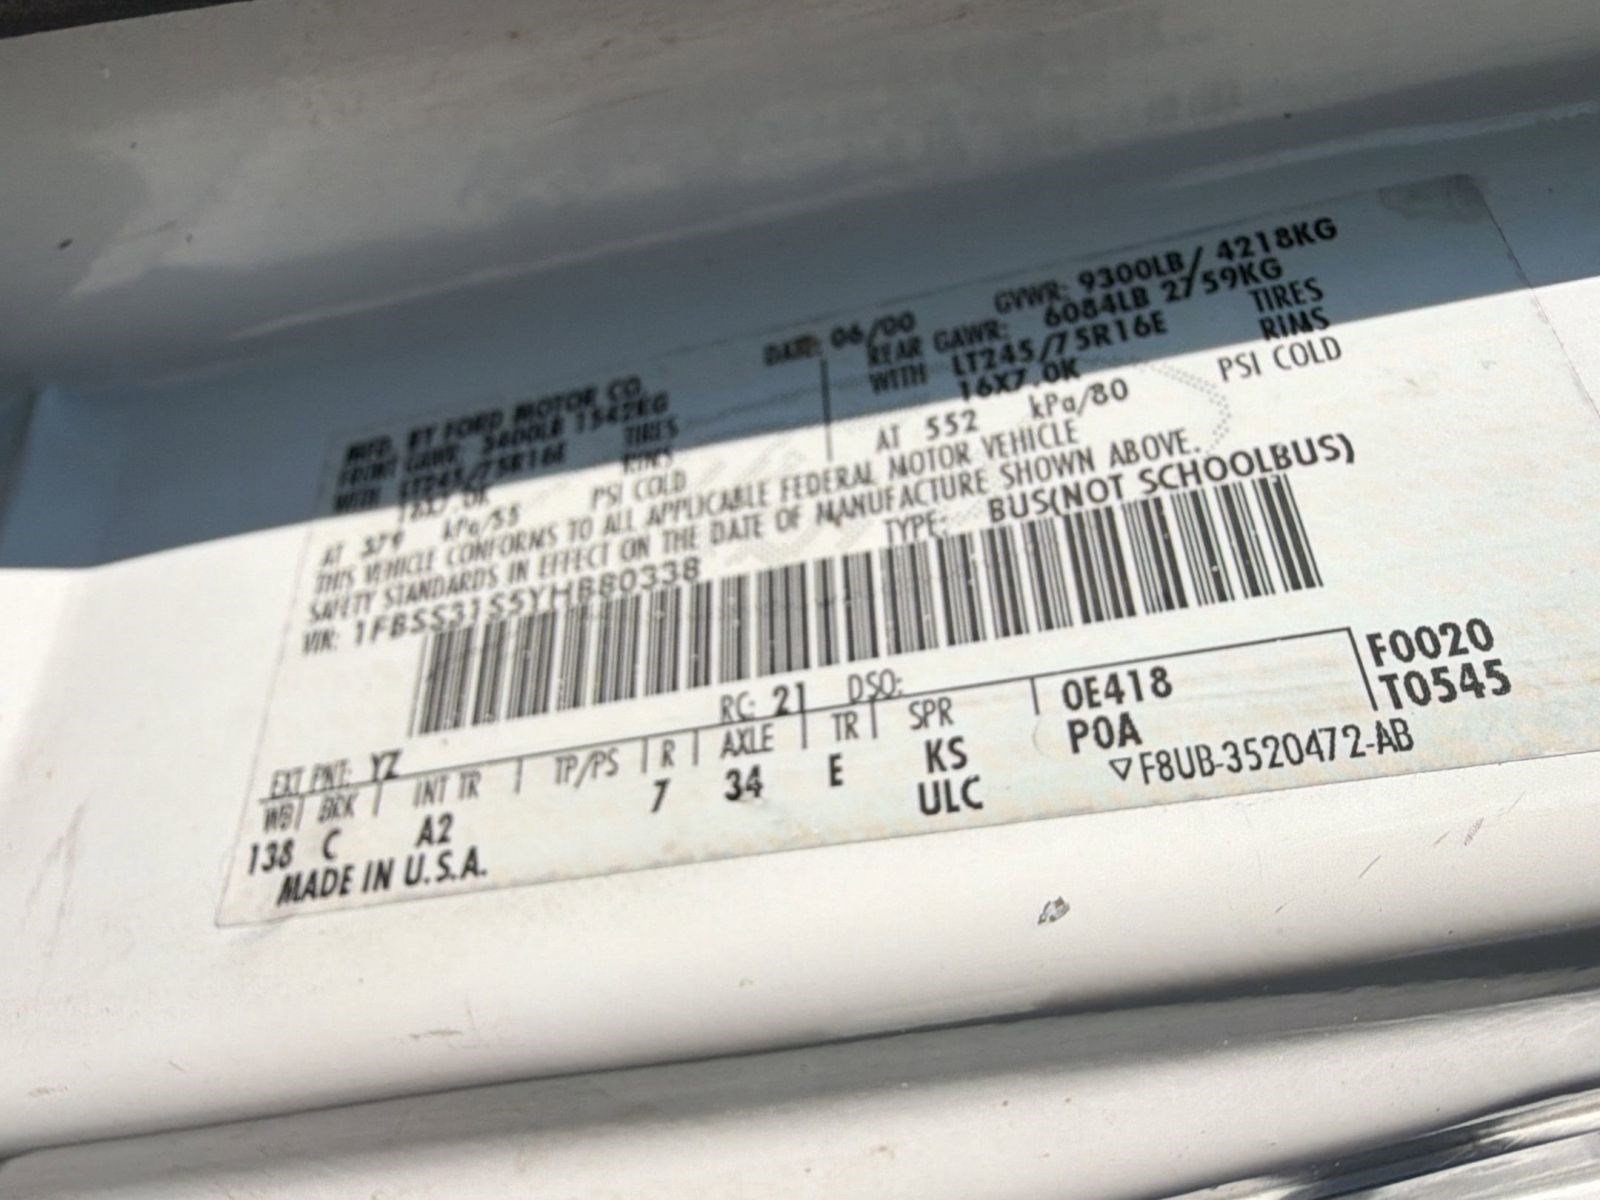 MFD. BY FORD MOTOR CO.
DATE: 06/00 GVWR: 9300LB/ 4218KG
FRONT GAWR: 3400LB 1542KG REAR GAWR: 6084LB 2759KG
WITH LT245/75R16E TIRES WITH LT245/75R16E TIRES
16X7.0K RIMS 16X7.0K RIMS
AT 379 kPa/55 PSI COLD AT 552 kPa/80 PSI COLD
THIS VEHICLE CONFORMS TO ALL APPLICABLE FEDERAL MOTOR VEHICLE
SAFETY STANDARDS IN EFFECT ON THE DATE OF MANUFACTURE SHOWN ABOVE.
VIN: 1FBSS31S5YHB80338 TYPE: BUS(NOT SCHOOLBUS)
F0020
T0545
EXT PNT: YZ RC: 21 DSO:
WB BRK INT TR TP/PS R AXLE TR SPR 0E418
138 C A2 7 34 E KS P0A
ULC ▽F8UB-3520472-AB
MADE IN U.S.A.